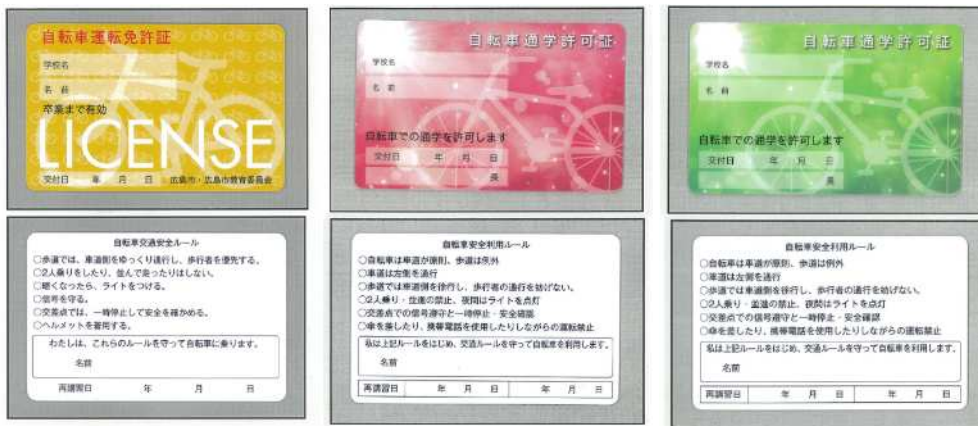 自転車運転免許証
学校名
名 前
卒業まで有効
LICENSE
交付日 年 月 日 広島市・広島市教育委員会
自転車通学許可証
学校名
名 前
自転車での通学を許可します
交付日 年 月 日
長
自転車通学許可証
学校名
名 前
自転車での通学を許可します
交付日 年 月 日
長
自転車交通安全ルール
○歩道では、車道側をゆっくり通行し、歩行者を優先する。
○2人乗りをしたり、並んで走ったりはしない。
○暗くなったら、ライトをつける。
○信号を守る。
○交差点では、一時停止して安全を確かめる。
○ヘルメットを着用する。
わたしは、これらのルールを守って自転車に乗ります。
名前
再講習日 年 月 日
自転車安全利用ルール
○自転車は車道が原則、歩道は例外
○車道は左側を通行
○歩道では車道側を徐行し、歩行者の通行を妨げない。
○2人乗り・並進の禁止、夜間はライトを点灯
○交差点での信号遵守と一時停止・安全確認
○傘を差したり、携帯電話を使用したりしながらの運転禁止
私は上記ルールをはじめ、交通ルールを守って自転車を利用します。
名前
再講習日 年 月 日 年 月 日
自転車安全利用ルール
○自転車は車道が原則、歩道は例外
○車道は左側を通行
○歩道では車道側を徐行し、歩行者の通行を妨げない。
○2人乗り・並進の禁止、夜間はライトを点灯
○交差点での信号遵守と一時停止・安全確認
○傘を差したり、携帯電話を使用したりしながらの運転禁止
私は上記ルールをはじめ、交通ルールを守って自転車を利用します。
名前
再講習日 年 月 日 年 月 日